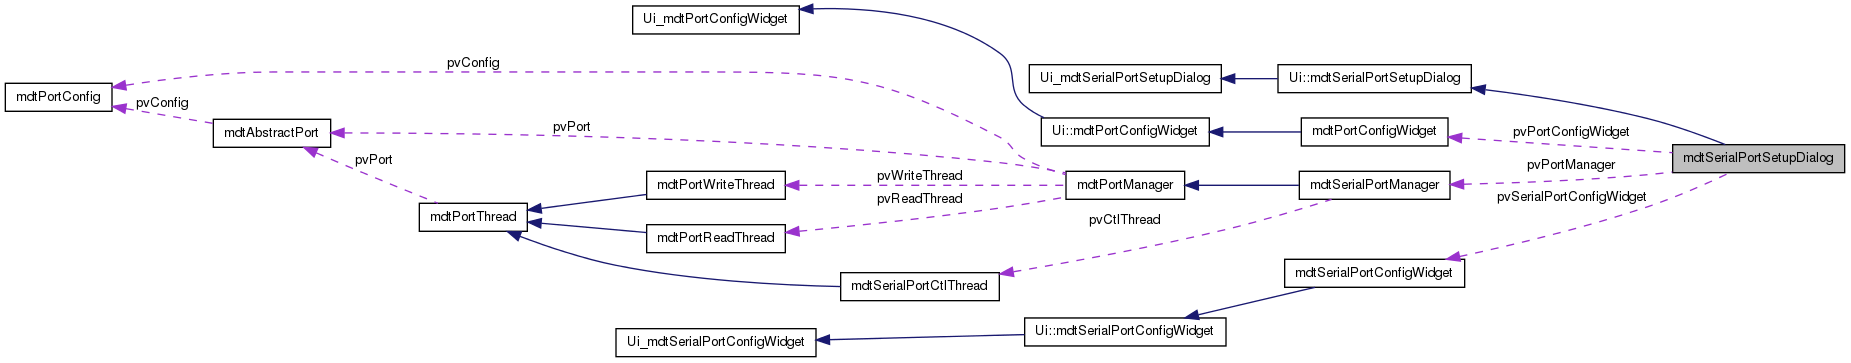 Ui_mdtPortConfigWidget
pvConfig
Ui_mdtSerialPortSetupDialog
Ui::mdtSerialPortSetupDialog
mdtPortConfig
pvConfig
mdtAbstractPort
pvPort
Ui::mdtPortConfigWidget
mdtPortConfigWidget
pvPortConfigWidget
mdtSerialPortSetupDialog
pvPort
pvPortManager
pvWriteThread
mdtPortWriteThread
mdtPortManager
mdtSerialPortManager
pvReadThread
pvSerialPortConfigWidget
mdtPortThread
pvCtlThread
mdtPortReadThread
mdtSerialPortConfigWidget
mdtSerialPortCtlThread
Ui::mdtSerialPortConfigWidget
Ui_mdtSerialPortConfigWidget